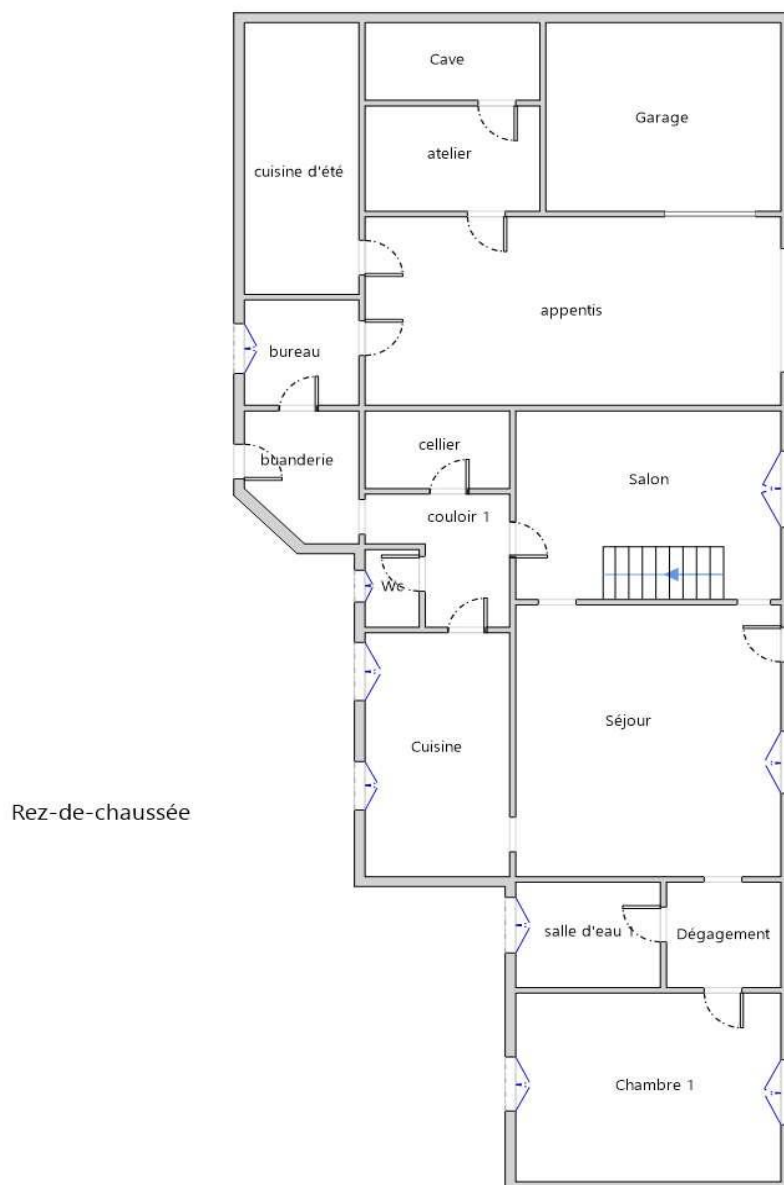 Cave
Garage
atelier
cuisine d'été
appentis
bureau
cellier
buanderie
Salon
couloir 1
Wc
Séjour
Cuisine
Rez-de-chaussée
salle d'eau 1
Dégagement
Chambre 1